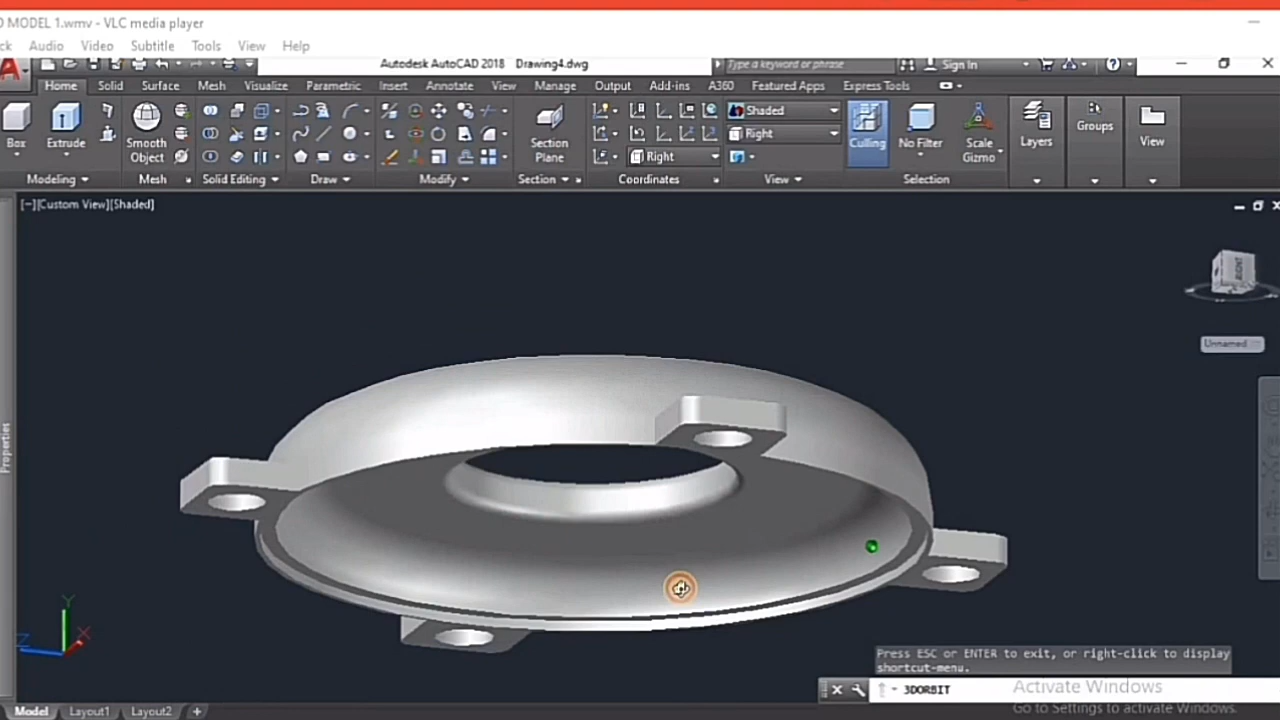 D MODEL 1.wmv - VLC media player
ck Audio Video Subtitle Tools View Help
Autodesk AutoCAD 2018 Drawing4.dwg
Type a keyword or phrase
Sign In
Home Solid Surface Mesh Visualize Parametric Insert Annotate View Manage Output Add-ins A360 Featured Apps Express Tools
Shaded
Right
Right
Box
Extrude
Smooth
Object
Section
Plane
Culling
No Filter
Scale
Gizmo
Layers
Groups
View
Modeling Mesh Solid Editing Draw Modify Section Coordinates View Selection
[−][Custom View][Shaded]
RIGHT
Unnamed
Properties
Y
X
Z
Press ESC or ENTER to exit, or right-click to display
shortcut-menu.
3DORBIT
Activate Windows
Go to Settings to activate Windows.
Model Layout1 Layout2 +